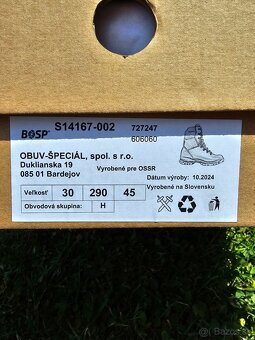 BOSP
S14167-002
727247
606060
OBUV-ŠPECIÁL, spol. s r.o.
Duklianska 19
085 01 Bardejov
Vyrobené pre OSSR
Dátum výroby: 10.2024
Vyrobené na Slovensku
Veľkosť 30 290 45
Obvodová skupina: H